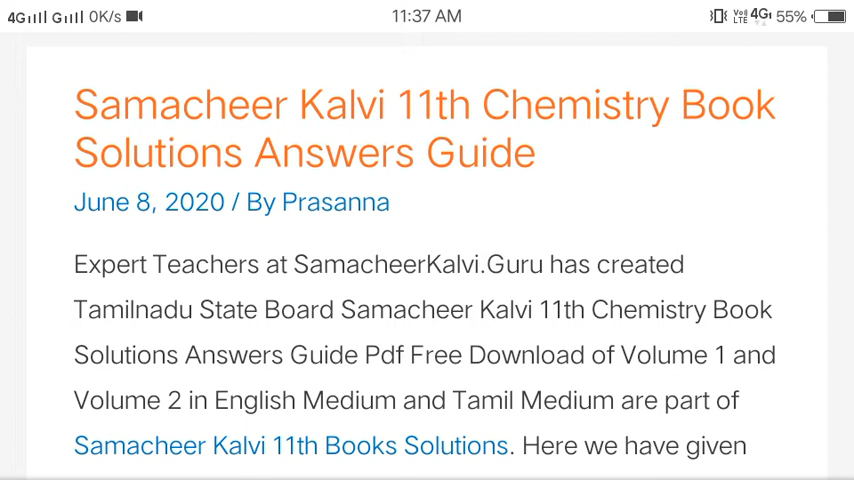 4G G 0K/s 11:37 AM 4G 55%
Samacheer Kalvi 11th Chemistry Book
Solutions Answers Guide
June 8, 2020 / By Prasanna
Expert Teachers at SamacheerKalvi.Guru has created
Tamilnadu State Board Samacheer Kalvi 11th Chemistry Book
Solutions Answers Guide Pdf Free Download of Volume 1 and
Volume 2 in English Medium and Tamil Medium are part of
Samacheer Kalvi 11th Books Solutions. Here we have given